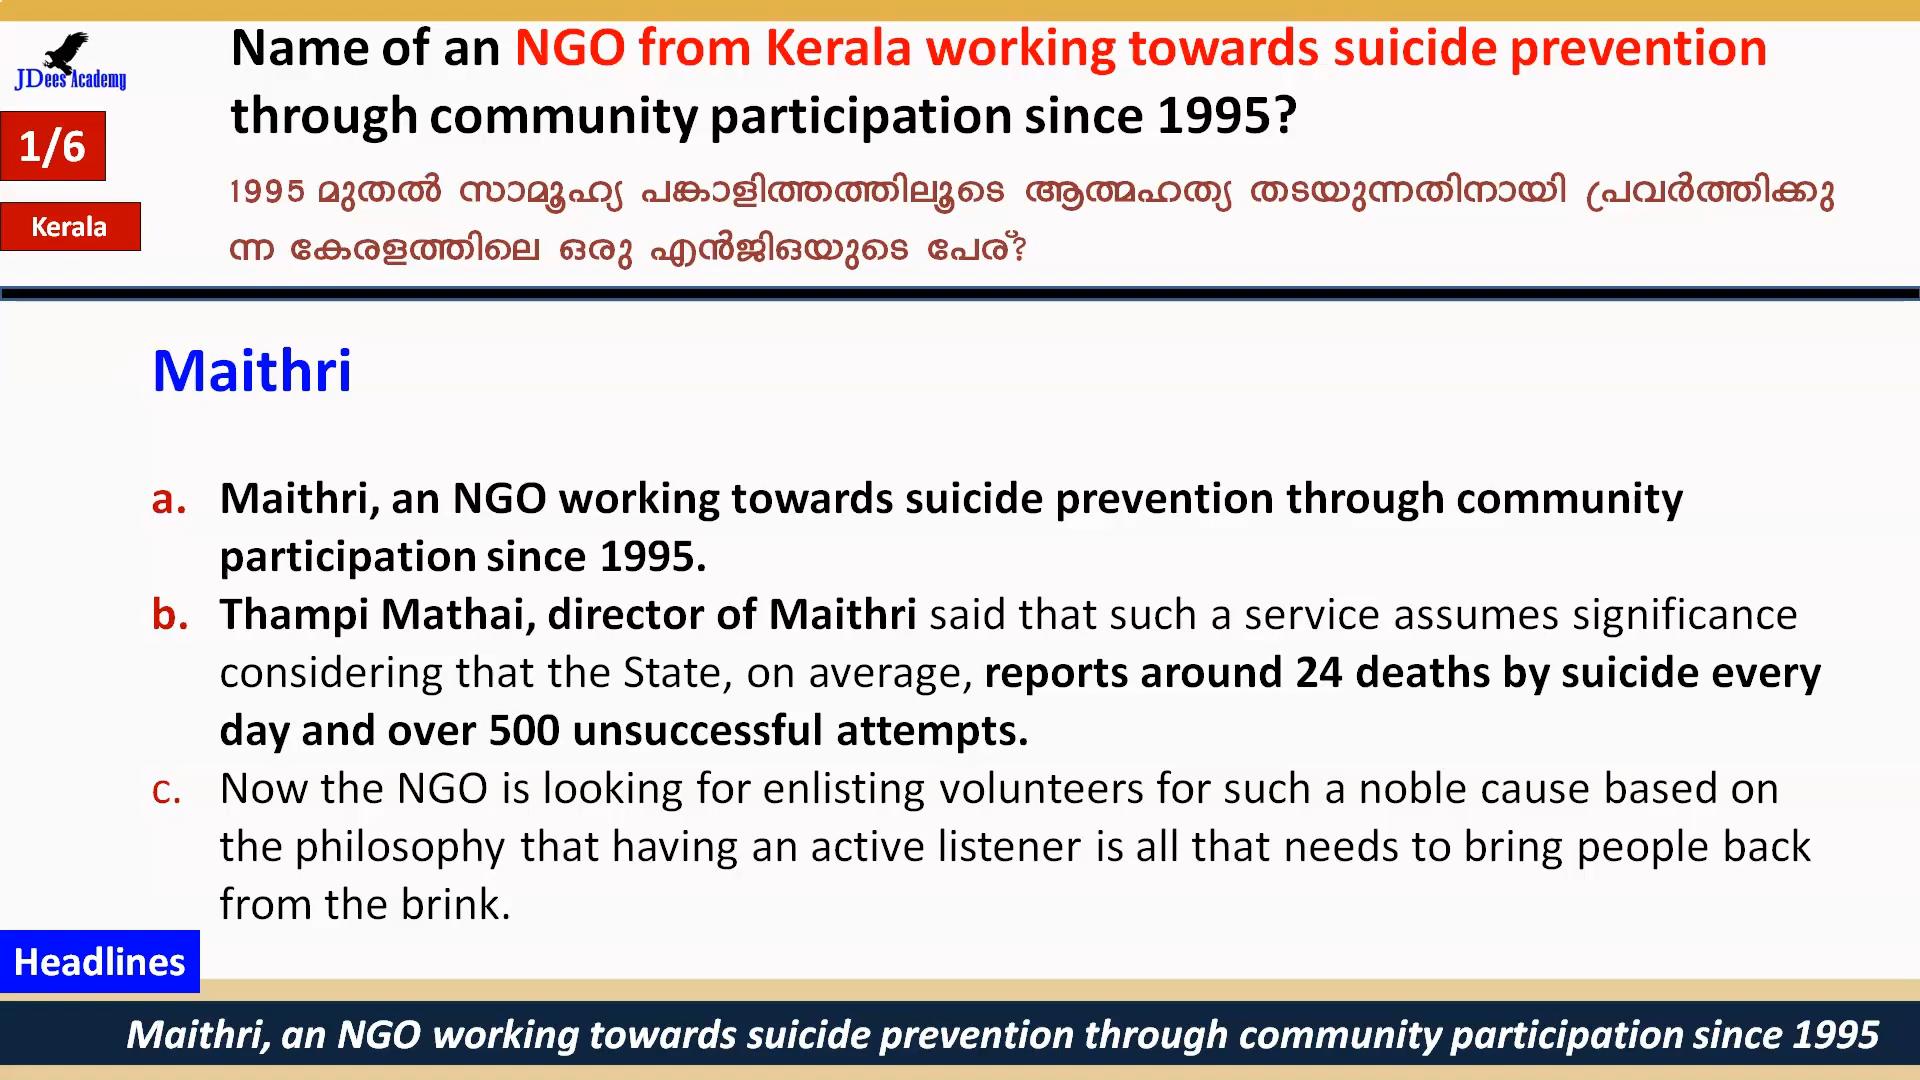 Name of an NGO from Kerala working towards suicide prevention
through community participation since 1995?
JDees Academy
1/6
1995 മുതൽ സാമൂഹ്യ പങ്കാളിത്തത്തിലൂടെ ആത്മഹത്യ തടയുന്നതിനായി പ്രവർത്തിക്കു
ന്ന കേരളത്തിലെ ഒരു എൻജിഒയുടെ പേര്?
Kerala
Maithri
a. Maithri, an NGO working towards suicide prevention through community
participation since 1995.
b. Thampi Mathai, director of Maithri said that such a service assumes significance
considering that the State, on average, reports around 24 deaths by suicide every
day and over 500 unsuccessful attempts.
c. Now the NGO is looking for enlisting volunteers for such a noble cause based on
the philosophy that having an active listener is all that needs to bring people back
from the brink.
Headlines
Maithri, an NGO working towards suicide prevention through community participation since 1995